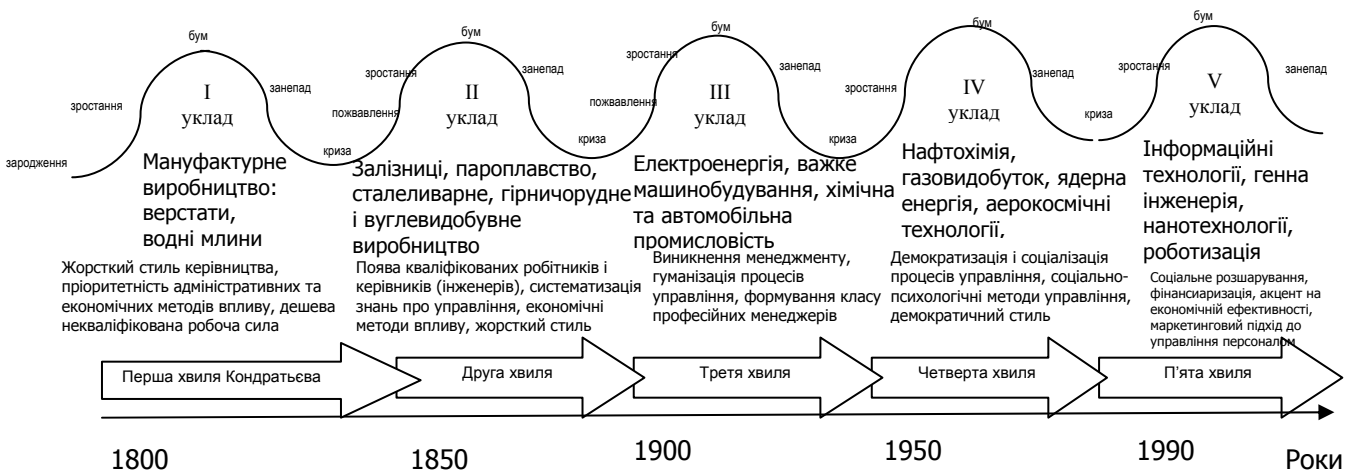 бум
зростання
занепад
зародження
I
уклад
криза
бум
зростання
занепад
пожвавлення
II
уклад
криза
бум
зростання
занепад
пожвавлення
III
уклад
криза
бум
зростання
занепад
IV
уклад
криза
бум
зростання
занепад
V
уклад
Мануфактурне
виробництво:
верстати,
водні млини
Залізниці, пароплавство,
сталеливарне, гірничорудне
і вуглевидобувне
виробництво
Електроенергія, важке
машинобудування, хімічна
та автомобільна
промисловість
Нафтохімія,
газовидобуток, ядерна
енергія, аерокосмічні
технології.
Інформаційні
технології, генна
інженерія,
нанотехнології,
роботизація
Жорсткий стиль керівництва,
пріоритетність адміністративних та
економічних методів впливу, дешева
некваліфікована робоча сила
Поява кваліфікованих робітників і
керівників (інженерів), систематизація
знань про управління, економічні
методи впливу, жорсткий стиль
Виникнення менеджменту,
гуманізація процесів
управління, формування класу
професійних менеджерів
Демократизація і соціалізація
процесів управління, соціально-
психологічні методи управління,
демократичний стиль
Соціальне розшарування,
фінансиаризація, акцент на
економічній ефективності,
маркетинговий підхід до
управління персоналом
Перша хвиля Кондратьєва
Друга хвиля
Третя хвиля
Четверта хвиля
П'ята хвиля
1800
1850
1900
1950
1990
Роки